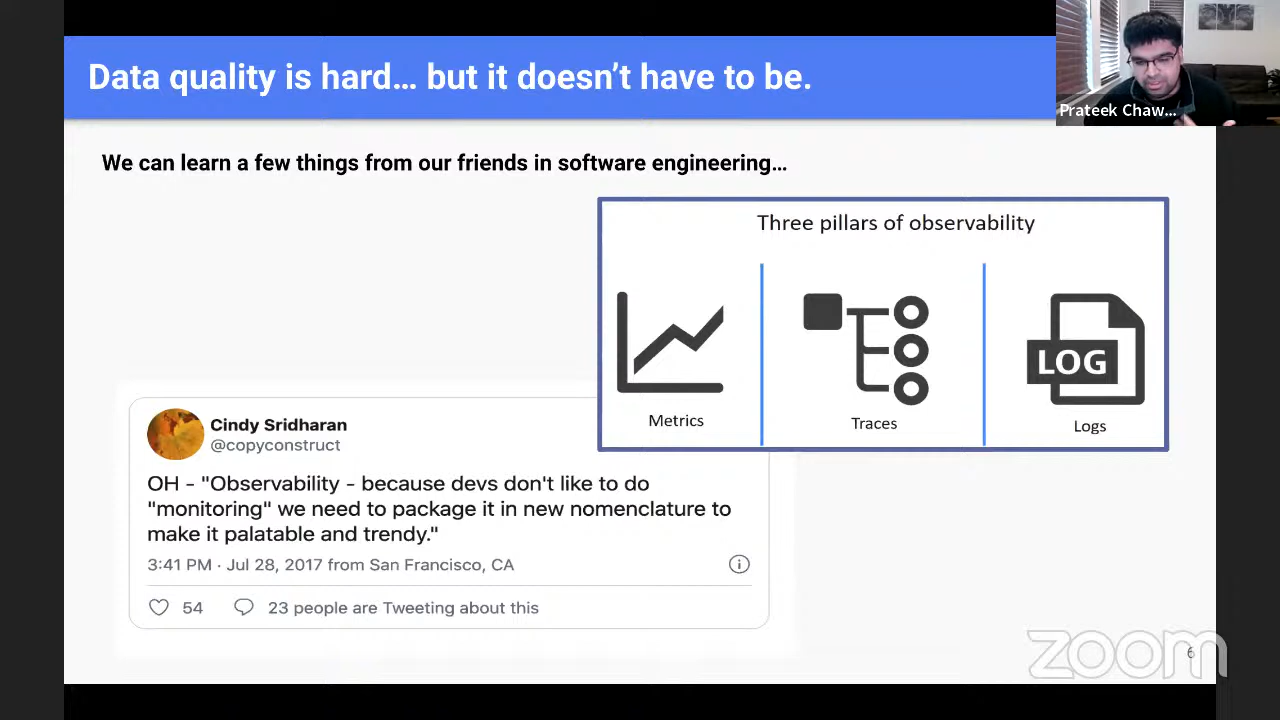 Data quality is hard... but it doesn't have to be.
Prateek Chaw...
We can learn a few things from our friends in software engineering...
Three pillars of observability
LOG
Metrics
Traces
Logs
Cindy Sridharan
@copyconstruct
OH - "Observability - because devs don't like to do
"monitoring" we need to package it in new nomenclature to
make it palatable and trendy."
3:41 PM · Jul 28, 2017 from San Francisco, CA
54
23 people are Tweeting about this
zoom
6